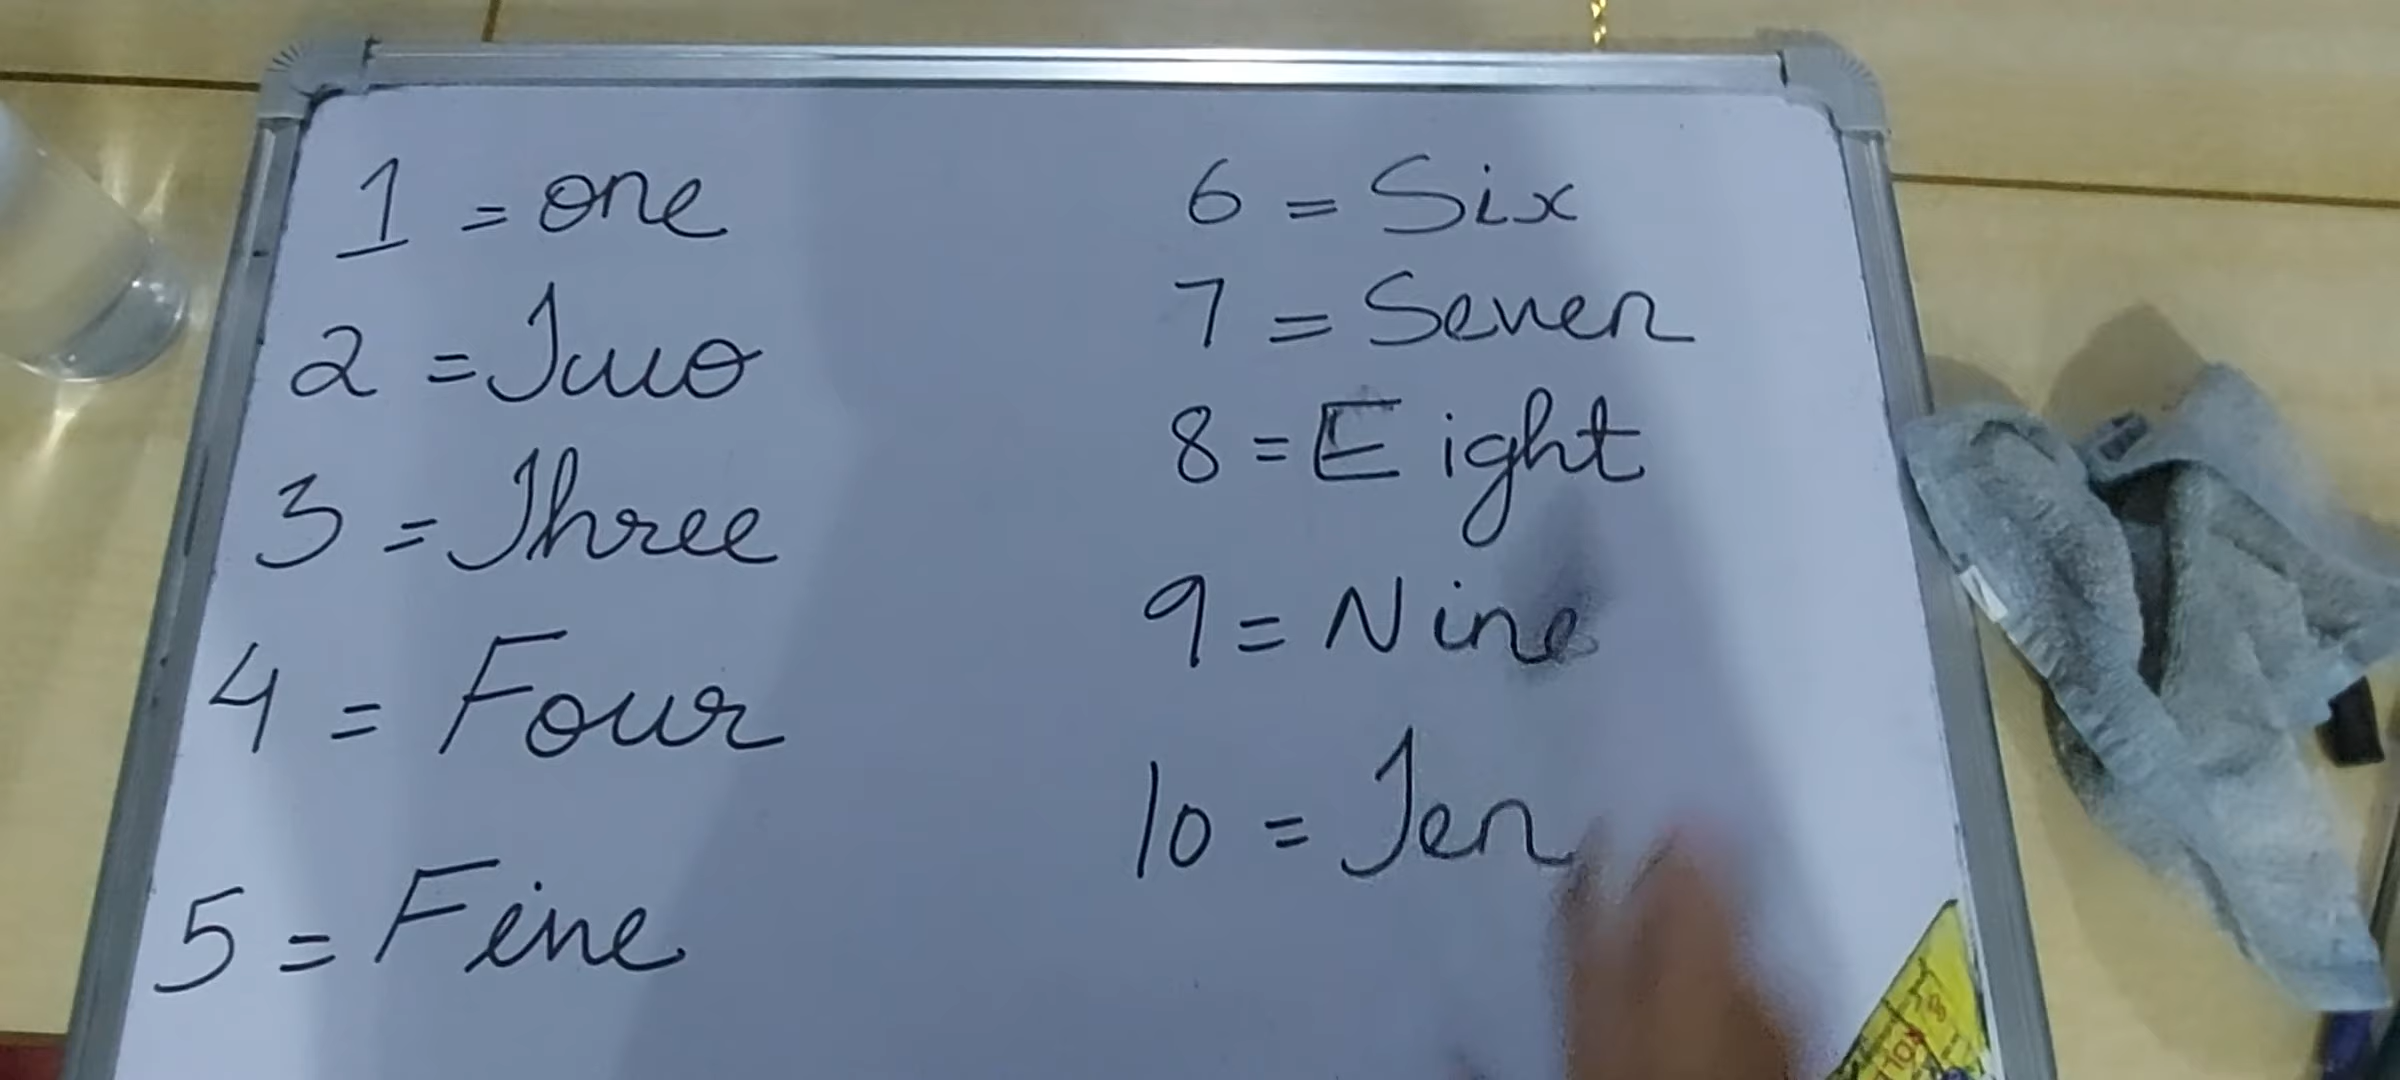 1 = one
2 = Two
3 = Three
4 = Four
5 = Five
6 = Six
7 = Seven
8 = Eight
9 = Nine
10 = Ten